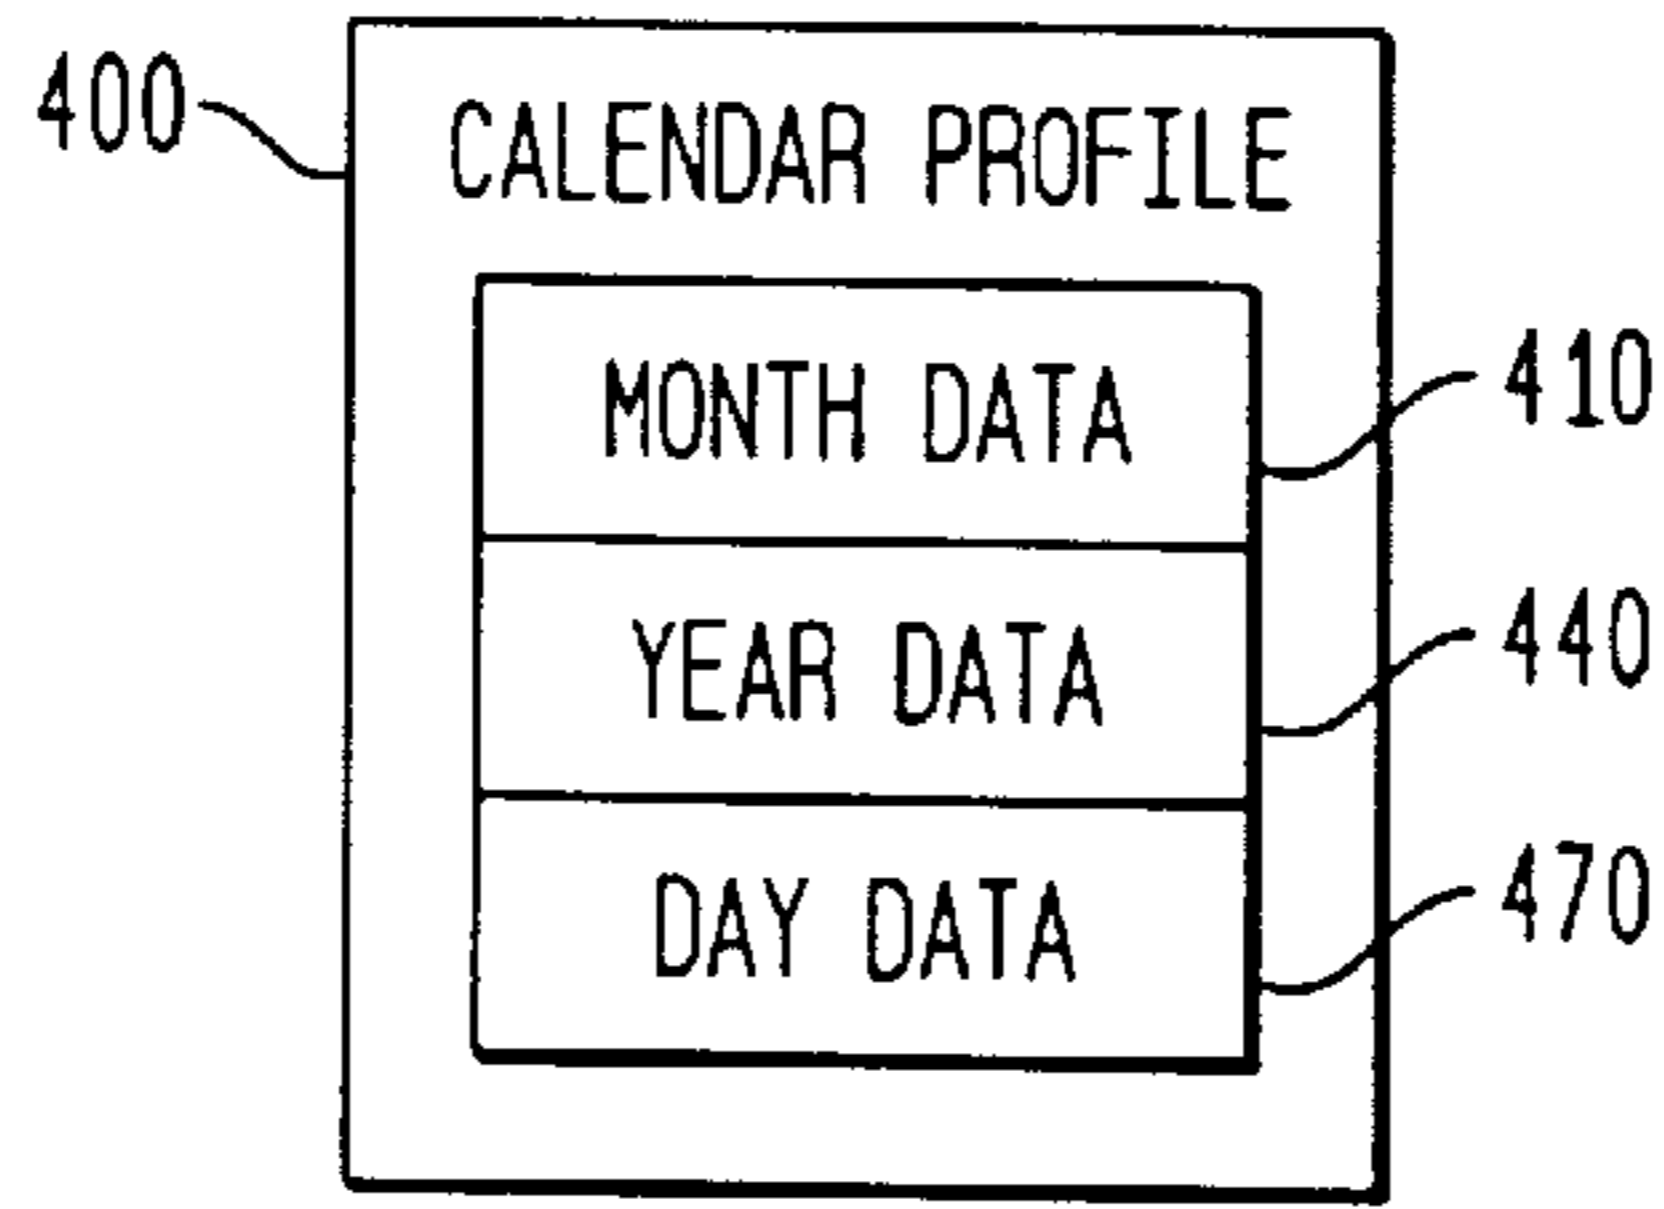 400
CALENDAR PROFILE
MONTH DATA
410
YEAR DATA
440
DAY DATA
470